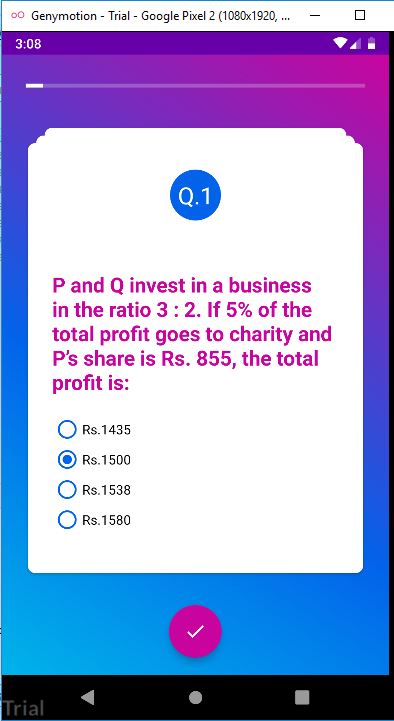 Genymotion - Trial - Google Pixel 2 (1080x1920, ...
3:08
Q.1
P and Q invest in a business
in the ratio 3 : 2. If 5% of the
total profit goes to charity and
P's share is Rs. 855, the total
profit is:
Rs.1435
Rs.1500
Rs.1538
Rs.1580
Trial